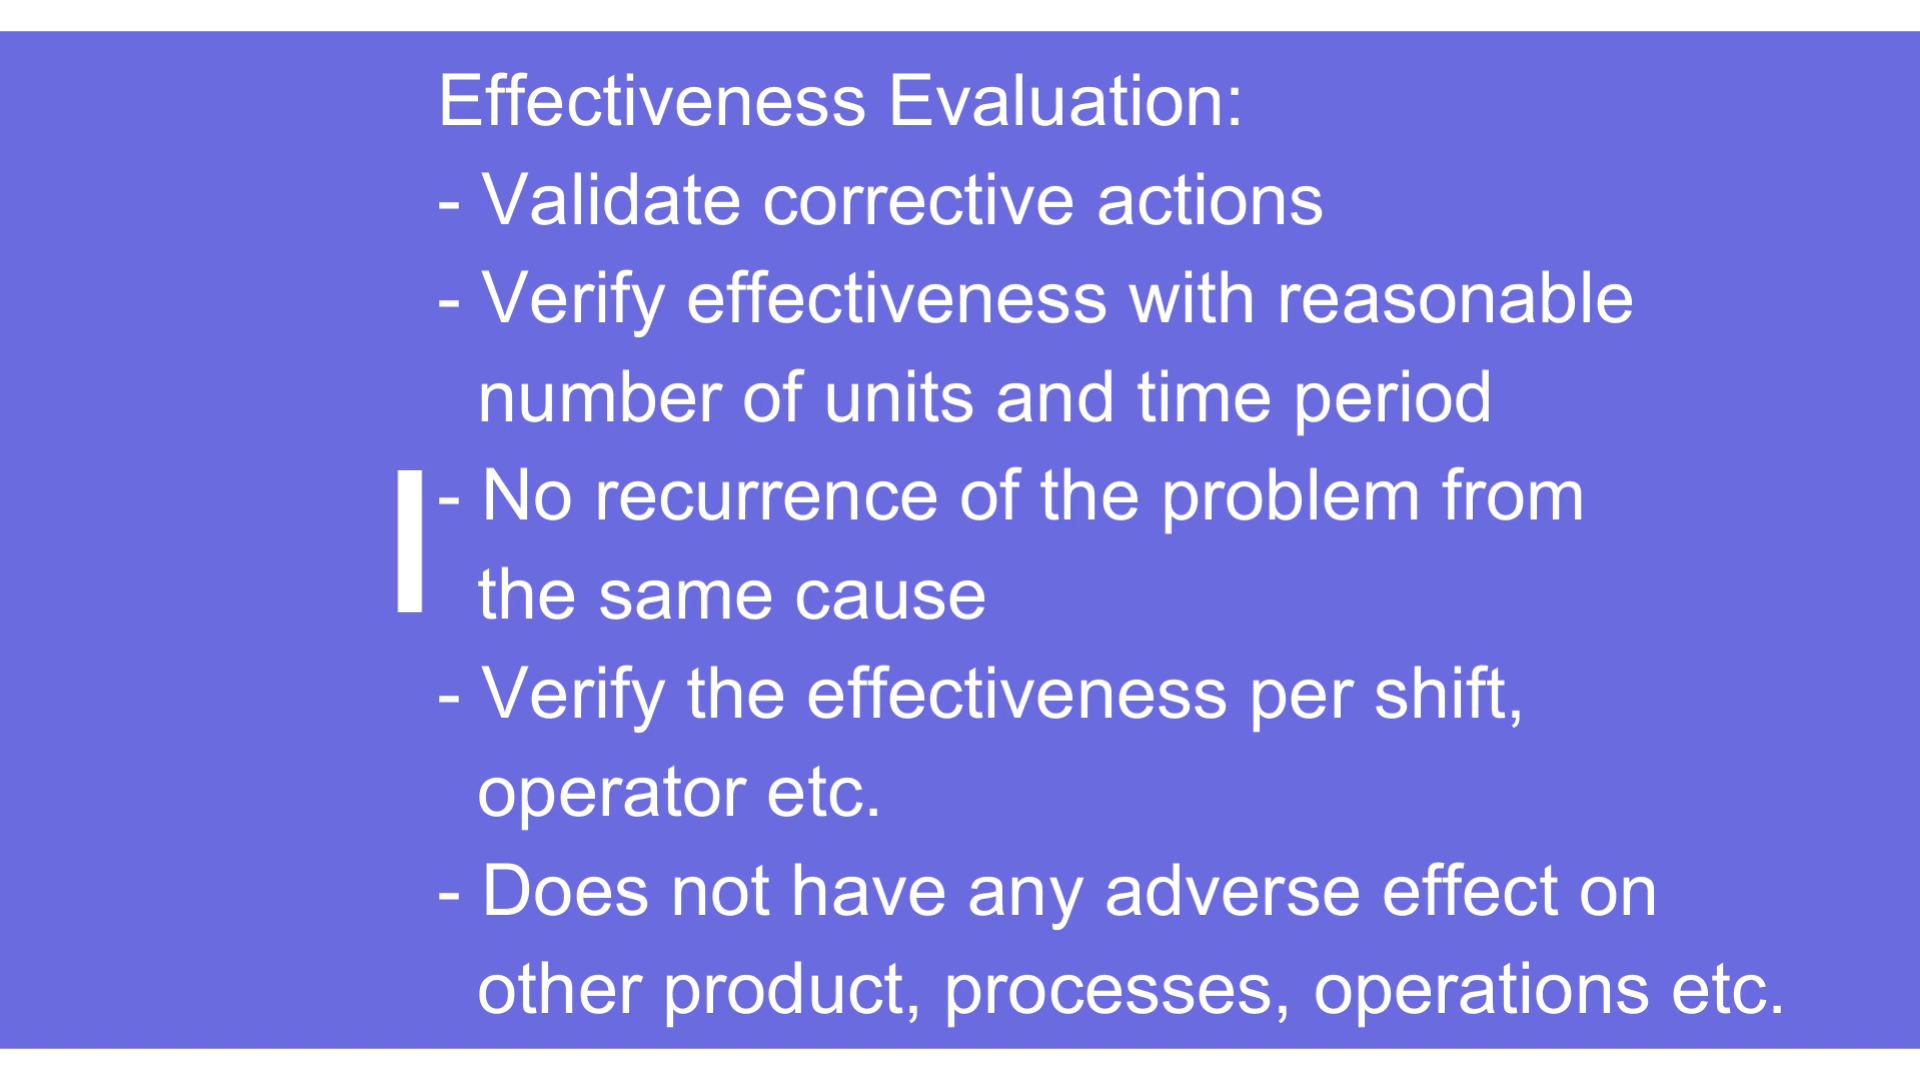 Effectiveness Evaluation:
- Validate corrective actions
- Verify effectiveness with reasonable
number of units and time period
- No recurrence of the problem from
the same cause
- Verify the effectiveness per shift,
operator etc.
- Does not have any adverse effect on
other product, processes, operations etc.